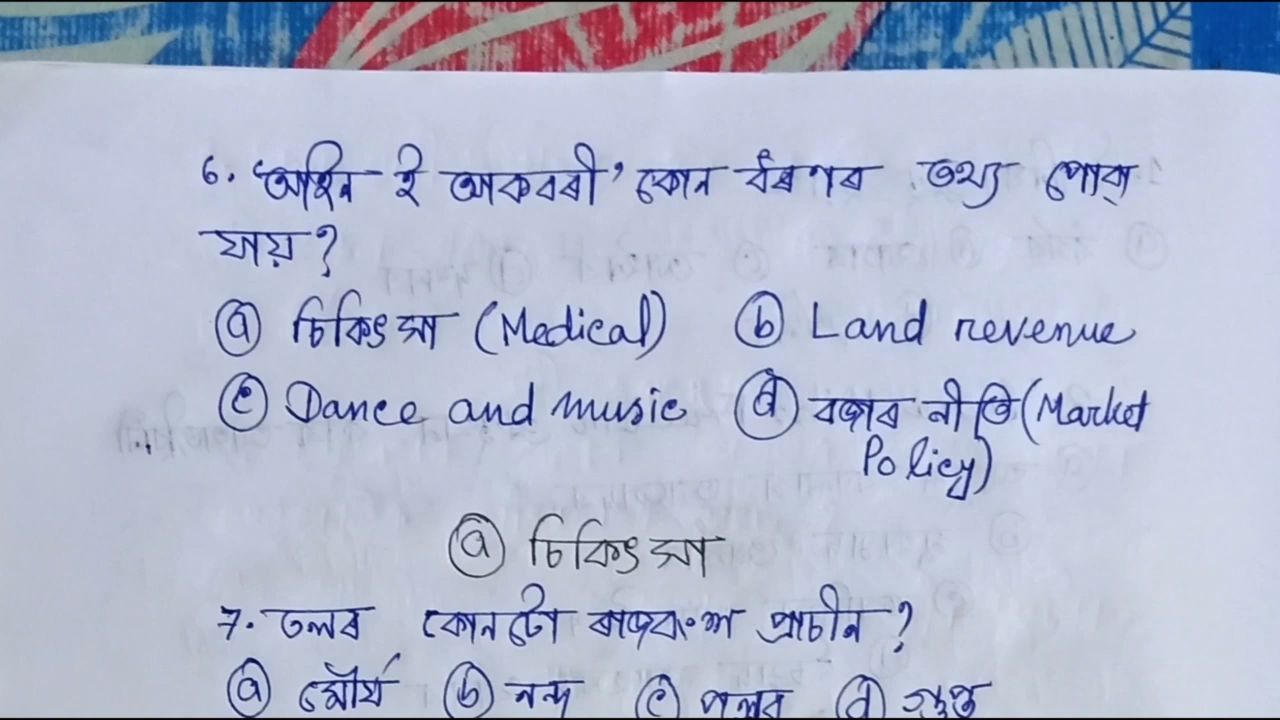 6. 'আইন ই আকবৰী' কোন ধৰণৰ তথ্য পোৱা
যায়?
ⓐ চিকিৎসা (Medical) ⓑ Land revenue
ⓒ Dance and music ⓓ বজাৰ নীতি (Market
Policy)
ⓐ চিকিৎসা
7. তলৰ কোনটো ৰাজবংশ প্ৰাচীন?
ⓐ মৌৰ্য ⓑ নন্দ ⓒ পল্লৱ ⓓ গুপ্ত